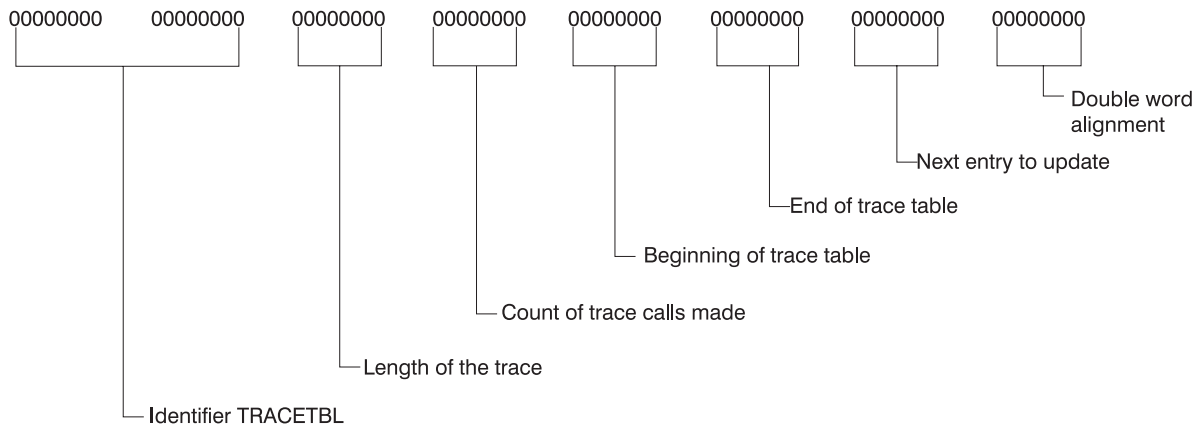 00000000 00000000 00000000 00000000 00000000 00000000 00000000 00000000
Double word
alignment
Next entry to update
End of trace table
Beginning of trace table
Count of trace calls made
Length of the trace
Identifier TRACETBL